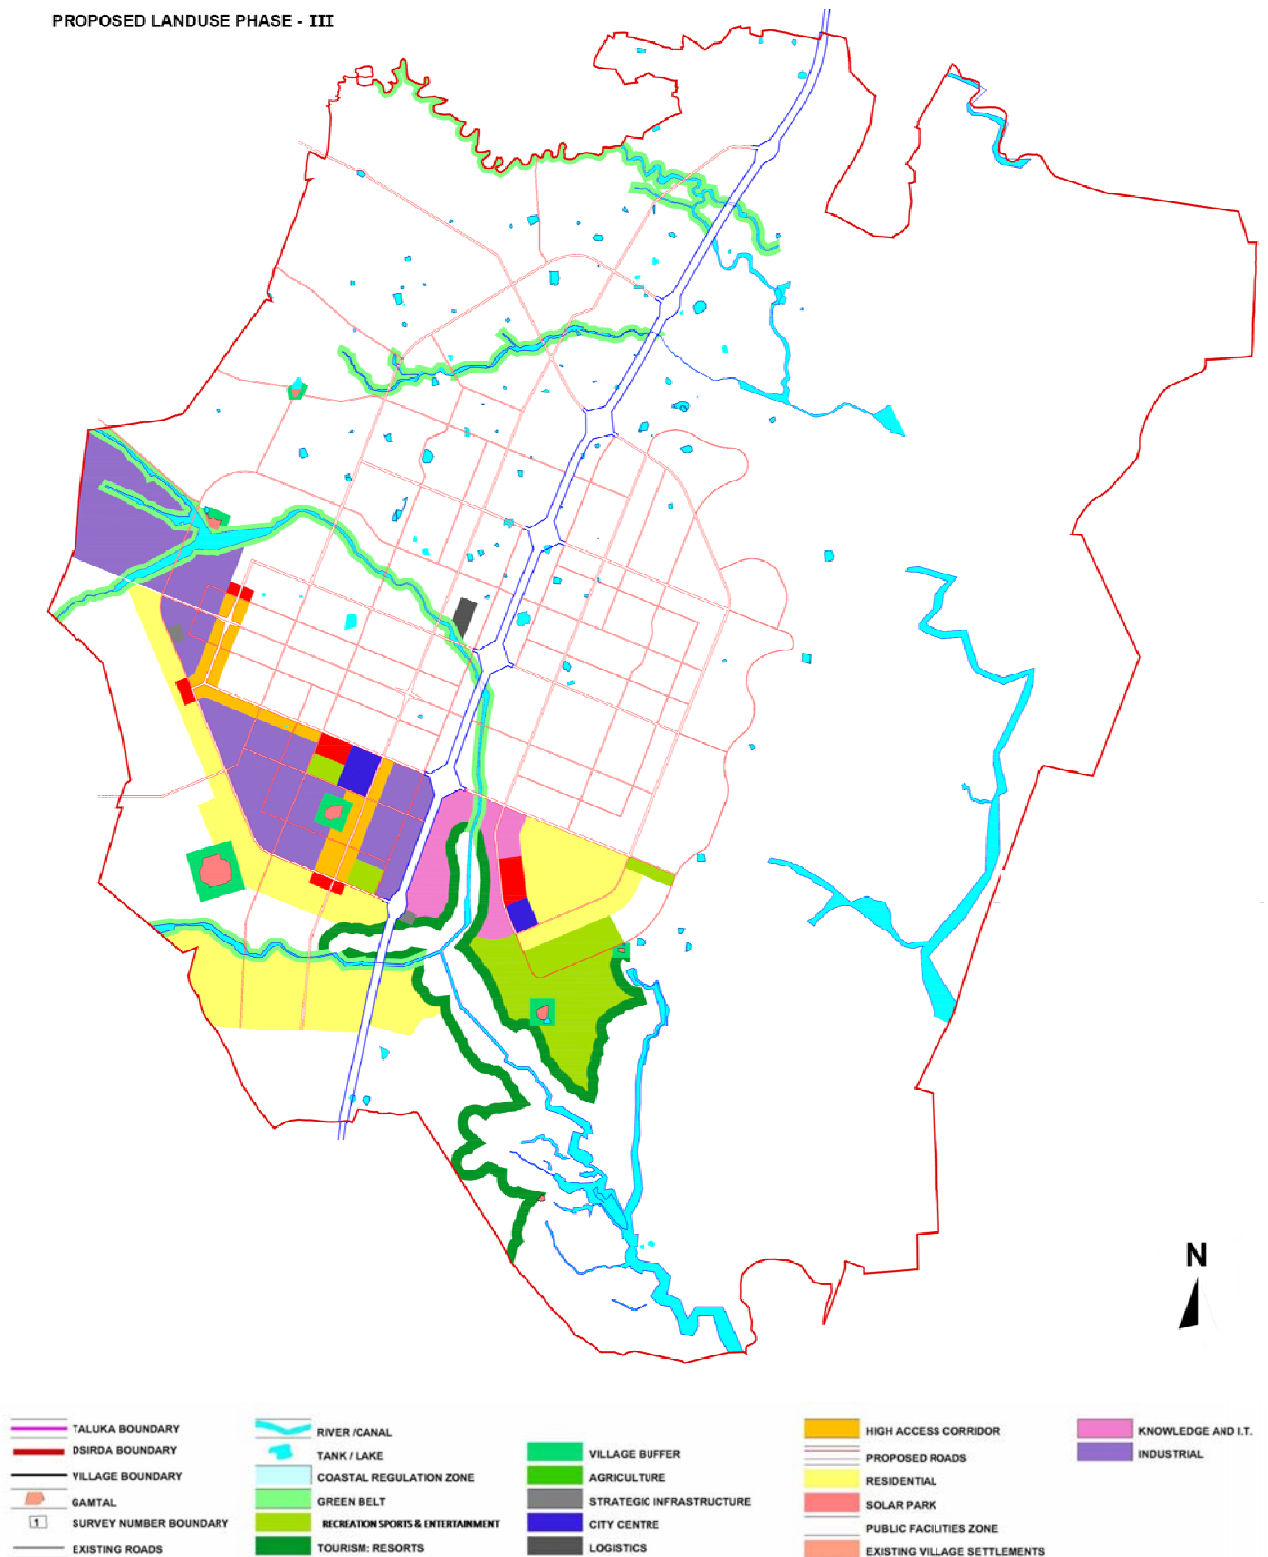 PROPOSED LANDUSE PHASE - III
N
TALUKA BOUNDARY
DSIRDA BOUNDARY
VILLAGE BOUNDARY
GAMTAL
1 SURVEY NUMBER BOUNDARY
EXISTING ROADS
RIVER /CANAL
TANK / LAKE
COASTAL REGULATION ZONE
GREEN BELT
RECREATION SPORTS & ENTERTAINMENT
TOURISM: RESORTS
VILLAGE BUFFER
AGRICULTURE
STRATEGIC INFRASTRUCTURE
CITY CENTRE
LOGISTICS
HIGH ACCESS CORRIDOR
PROPOSED ROADS
RESIDENTIAL
SOLAR PARK
PUBLIC FACILITIES ZONE
EXISTING VILLAGE SETTLEMENTS
KNOWLEDGE AND I.T.
INDUSTRIAL